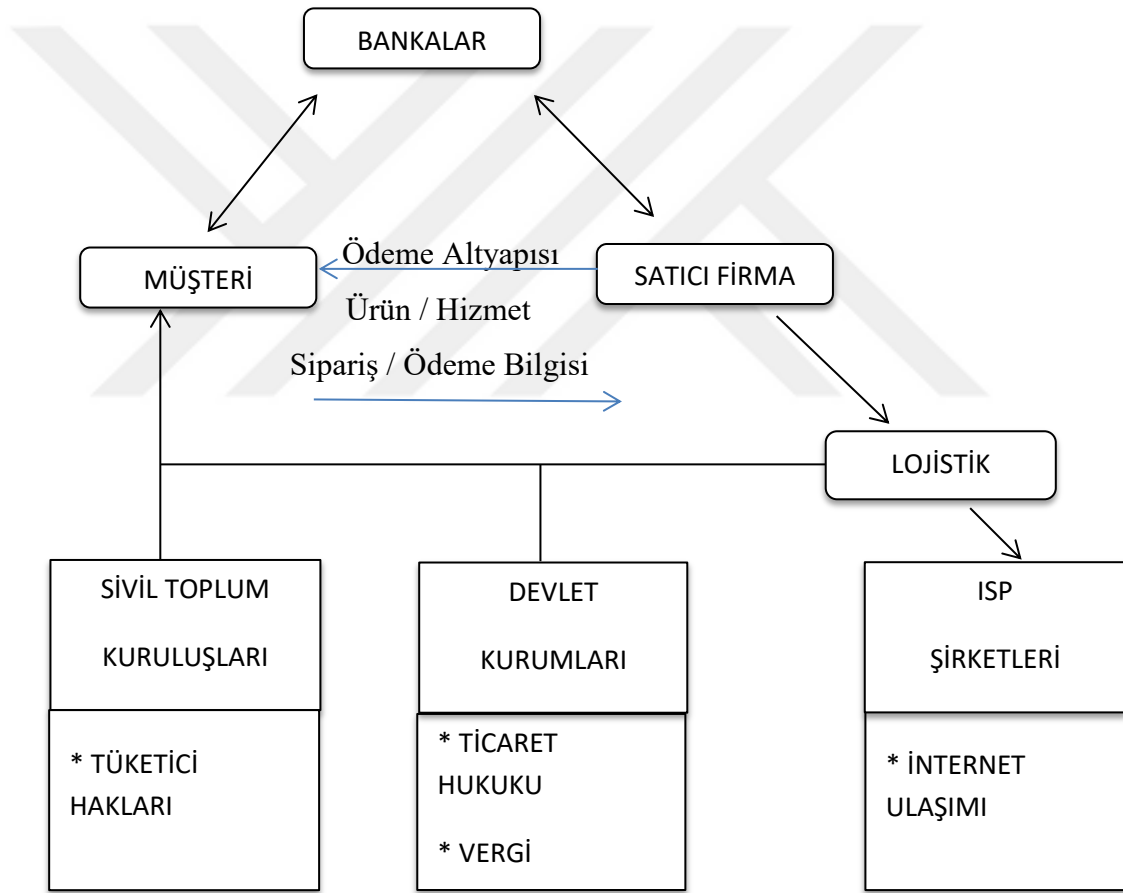 BANKALAR
MÜŞTERİ
Ödeme Altyapısı
SATICI FİRMA
Ürün / Hizmet
Sipariş / Ödeme Bilgisi
LOJİSTİK
SİVİL TOPLUM
KURULUŞLARI
* TÜKETİCİ
HAKLARI
DEVLET
KURUMLARI
* TİCARET
HUKUKU
* VERGİ
ISP
ŞİRKETLERİ
* İNTERNET
ULAŞIMI